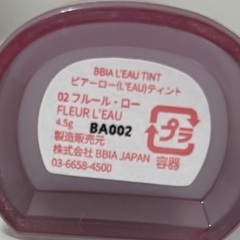 BBIA L'EAU TINT
ピアーロー(L'EAU)ティント
02 フルール・ロー
FLEUR L'EAU
4.5g
BA002
製造販売元
株式会社 BBIA JAPAN
03-6658-4500
プラ
容器